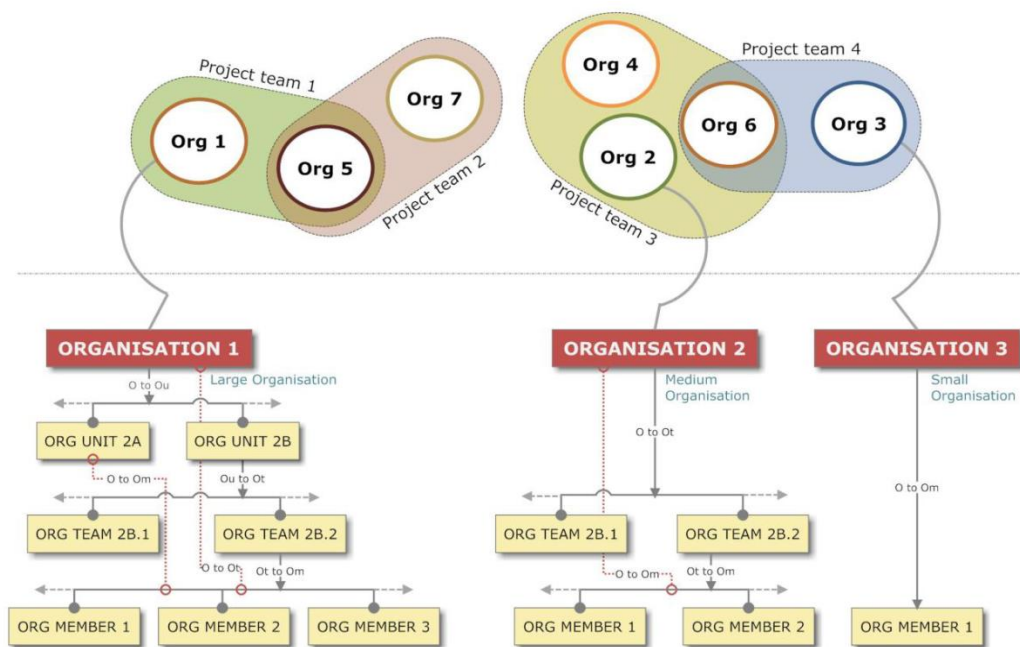 Project team 1
Org 1
Org 5
Org 7
Project team 2
Org 4
Org 2
Project team 3
Org 6
Project team 4
Org 3
ORGANISATION 1
Large Organisation
O to Ou
ORG UNIT 2A
ORG UNIT 2B
O to Om
Ou to Ot
ORG TEAM 2B.1
ORG TEAM 2B.2
O to Ot
Ot to Om
ORG MEMBER 1
ORG MEMBER 2
ORG MEMBER 3
ORGANISATION 2
Medium
Organisation
O to Ot
ORG TEAM 2B.1
ORG TEAM 2B.2
O to Om
Ot to Om
ORG MEMBER 1
ORG MEMBER 2
ORGANISATION 3
Small
Organisation
O to Om
ORG MEMBER 1